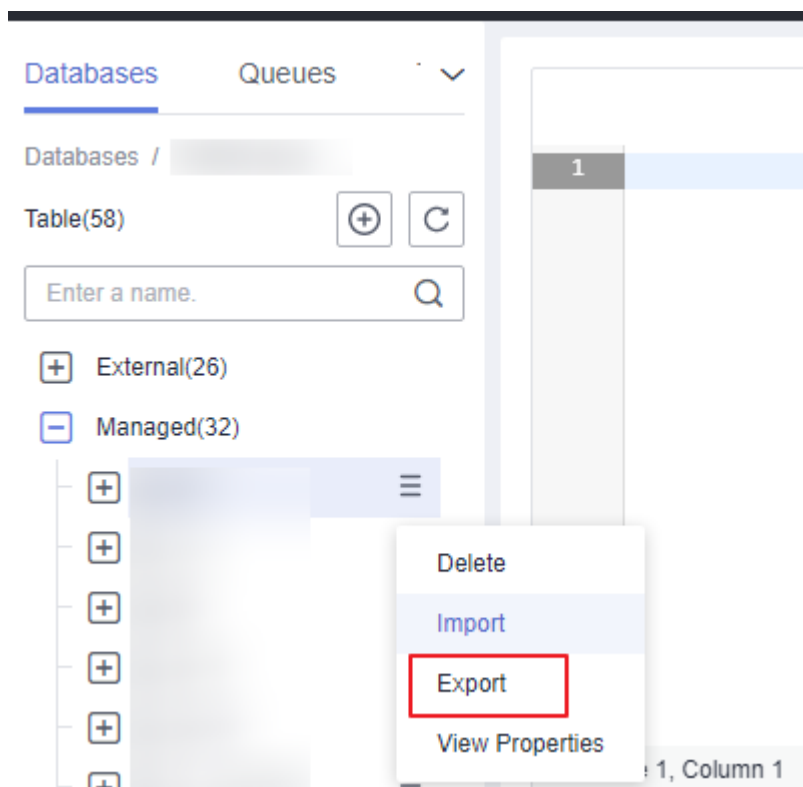 Databases Queues
Databases /
Table(58)
Enter a name.
External(26)
Managed(32)
Delete
Import
Export
View Properties
1
1, Column 1